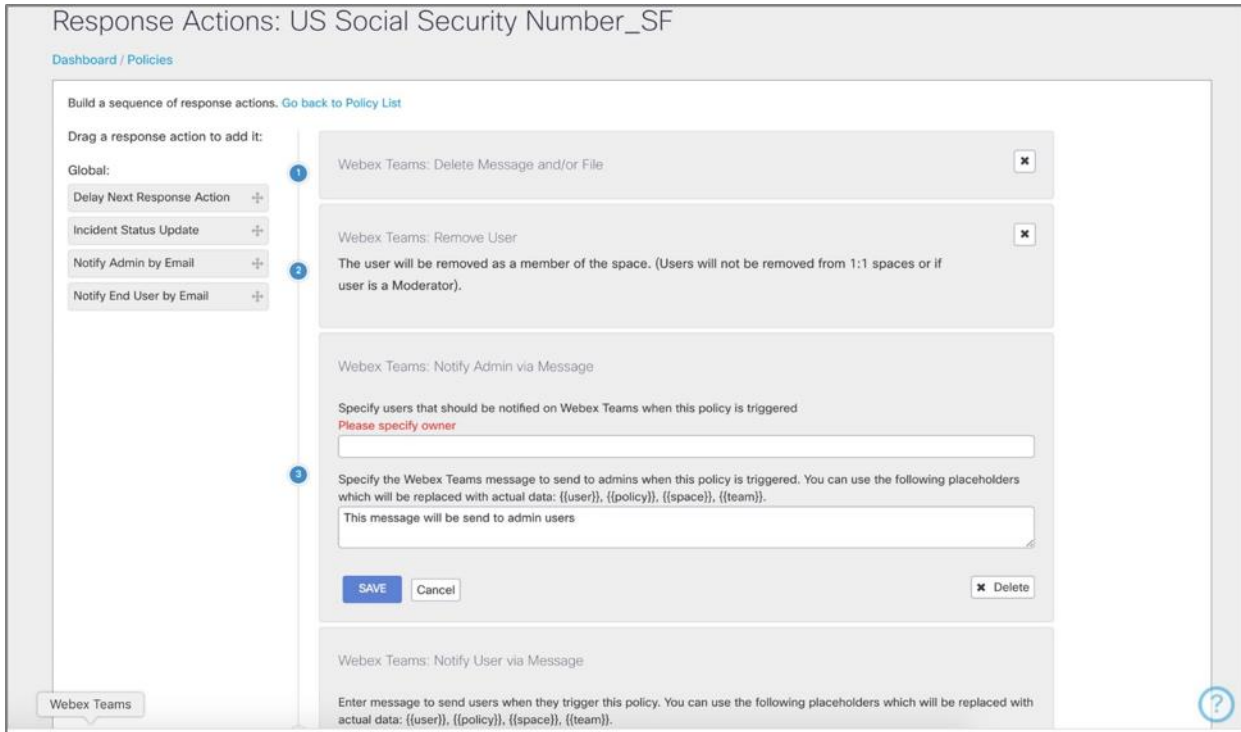 Response Actions: US Social Security Number_SF
Dashboard / Policies
Build a sequence of response actions. Go back to Policy List
Drag a response action to add it:
Global:
Delay Next Response Action
Incident Status Update
Notify Admin by Email
Notify End User by Email
1
Webex Teams: Delete Message and/or File
2
Webex Teams: Remove User
The user will be removed as a member of the space. (Users will not be removed from 1:1 spaces or if
user is a Moderator).
3
Webex Teams: Notify Admin via Message
Specify users that should be notified on Webex Teams when this policy is triggered
Please specify owner
Specify the Webex Teams message to send to admins when this policy is triggered. You can use the following placeholders
which will be replaced with actual data: {{user}}, {{policy}}, {{space}}, {{team}}.
This message will be send to admin users
SAVE
Cancel
Delete
Webex Teams: Notify User via Message
Enter message to send users when they trigger this policy. You can use the following placeholders which will be replaced with
actual data: {{user}}, {{policy}}, {{space}}, {{team}}.
Webex Teams
?